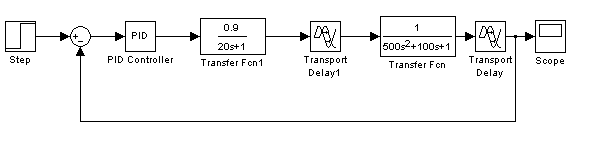 Step
+
−
PID
PID Controller
0.9
20s+1
Transfer Fcn1
Transport
Delay1
1
500s²+100s+1
Transfer Fcn
Transport
Delay
Scope